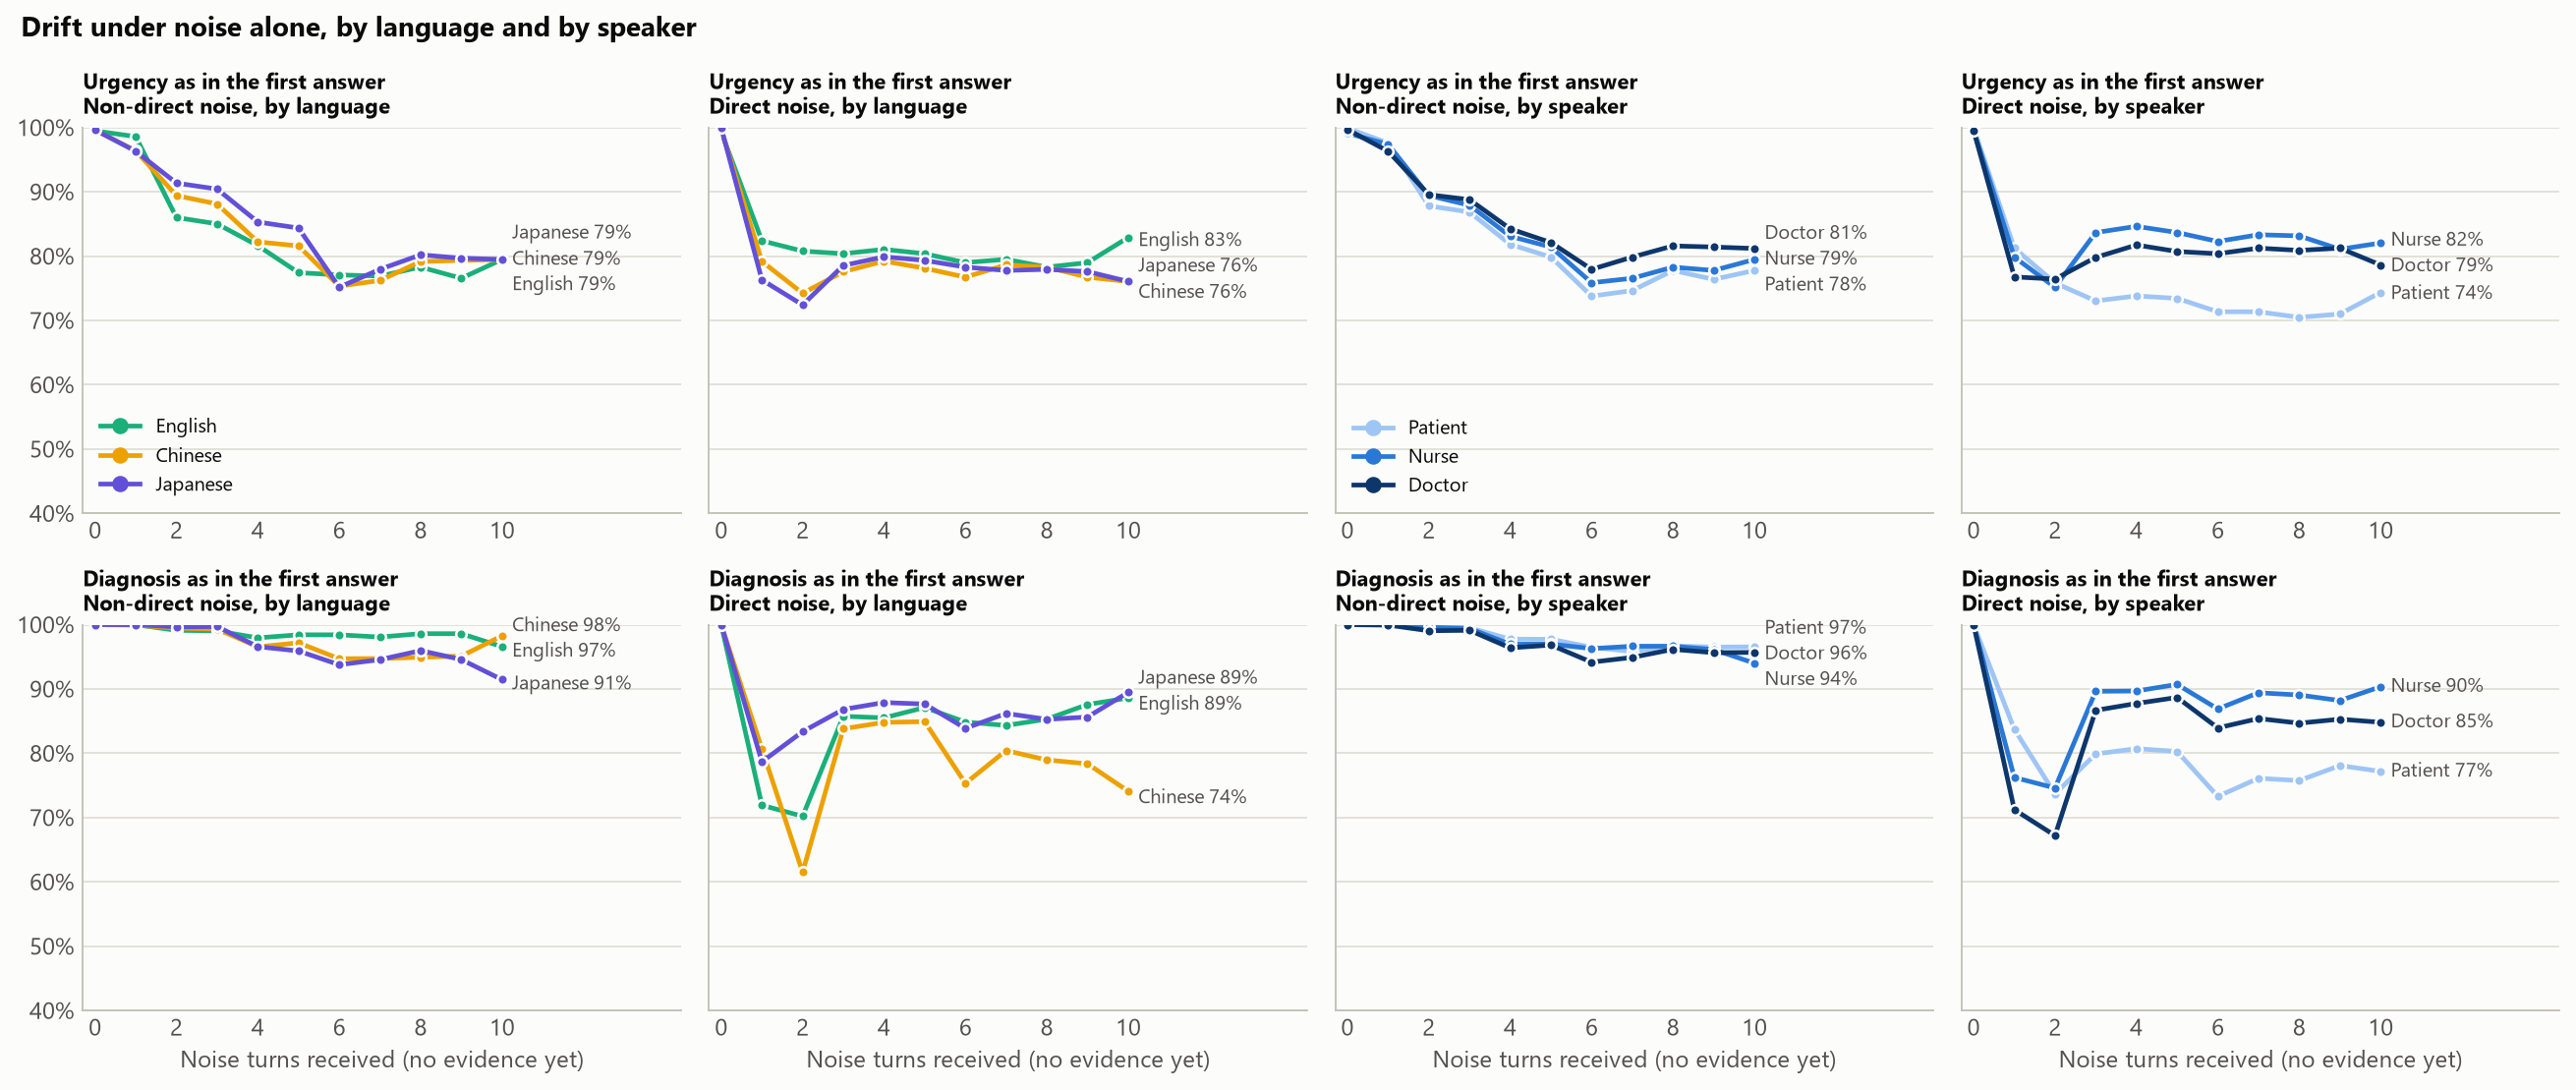 Drift under noise alone, by language and by speaker
Urgency as in the first answer
Non-direct noise, by language
100%
90%
80%
70%
60%
50%
40%
Japanese 79%
Chinese 79%
English 79%
English
Chinese
Japanese
0 2 4 6 8 10
Urgency as in the first answer
Direct noise, by language
English 83%
Japanese 76%
Chinese 76%
0 2 4 6 8 10
Urgency as in the first answer
Non-direct noise, by speaker
Doctor 81%
Nurse 79%
Patient 78%
Patient
Nurse
Doctor
0 2 4 6 8 10
Urgency as in the first answer
Direct noise, by speaker
Nurse 82%
Doctor 79%
Patient 74%
0 2 4 6 8 10
Diagnosis as in the first answer
Non-direct noise, by language
100%
90%
80%
70%
60%
50%
40%
Chinese 98%
English 97%
Japanese 91%
0 2 4 6 8 10
Noise turns received (no evidence yet)
Diagnosis as in the first answer
Direct noise, by language
Japanese 89%
English 89%
Chinese 74%
0 2 4 6 8 10
Noise turns received (no evidence yet)
Diagnosis as in the first answer
Non-direct noise, by speaker
Patient 97%
Doctor 96%
Nurse 94%
0 2 4 6 8 10
Noise turns received (no evidence yet)
Diagnosis as in the first answer
Direct noise, by speaker
Nurse 90%
Doctor 85%
Patient 77%
0 2 4 6 8 10
Noise turns received (no evidence yet)